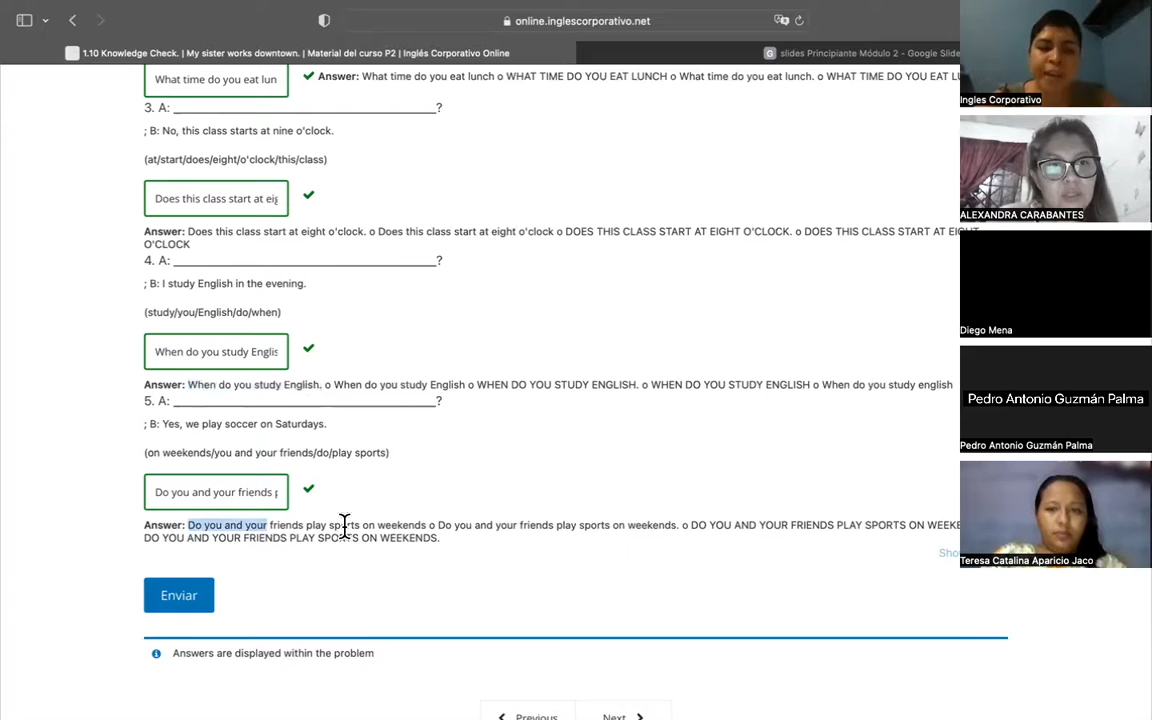 online.inglescorporativo.net
1.10 Knowledge Check. | My sister works downtown. | Material del curso P2 | Inglés Corporativo Online
G slides Principiante Módulo 2 - Google Slide
What time do you eat lun
Answer: What time do you eat lunch o WHAT TIME DO YOU EAT LUNCH o What time do you eat lunch. o WHAT TIME DO YOU EAT LU
3. A: ________________________________?
; B: No, this class starts at nine o'clock.
(at/start/does/eight/o'clock/this/class)
Does this class start at eig
Answer: Does this class start at eight o'clock. o Does this class start at eight o'clock o DOES THIS CLASS START AT EIGHT O'CLOCK. o DOES THIS CLASS START AT EIGHT
O'CLOCK
4. A: ________________________________?
; B: I study English in the evening.
(study/you/English/do/when)
When do you study Englis
Answer: When do you study English. o When do you study English o WHEN DO YOU STUDY ENGLISH. o WHEN DO YOU STUDY ENGLISH o When do you study english
5. A: ________________________________?
; B: Yes, we play soccer on Saturdays.
(on weekends/you and your friends/do/play sports)
Do you and your friends p
Answer: Do you and your friends play sports on weekends o Do you and your friends play sports on weekends. o DO YOU AND YOUR FRIENDS PLAY SPORTS ON WEEKE
DO YOU AND YOUR FRIENDS PLAY SPORTS ON WEEKENDS.
Sho
Enviar
Answers are displayed within the problem
Previous
Next
Ingles Corporativo
ALEXANDRA CARABANTES
Diego Mena
Pedro Antonio Guzmán Palma
Pedro Antonio Guzmán Palma
Teresa Catalina Aparicio Jaco